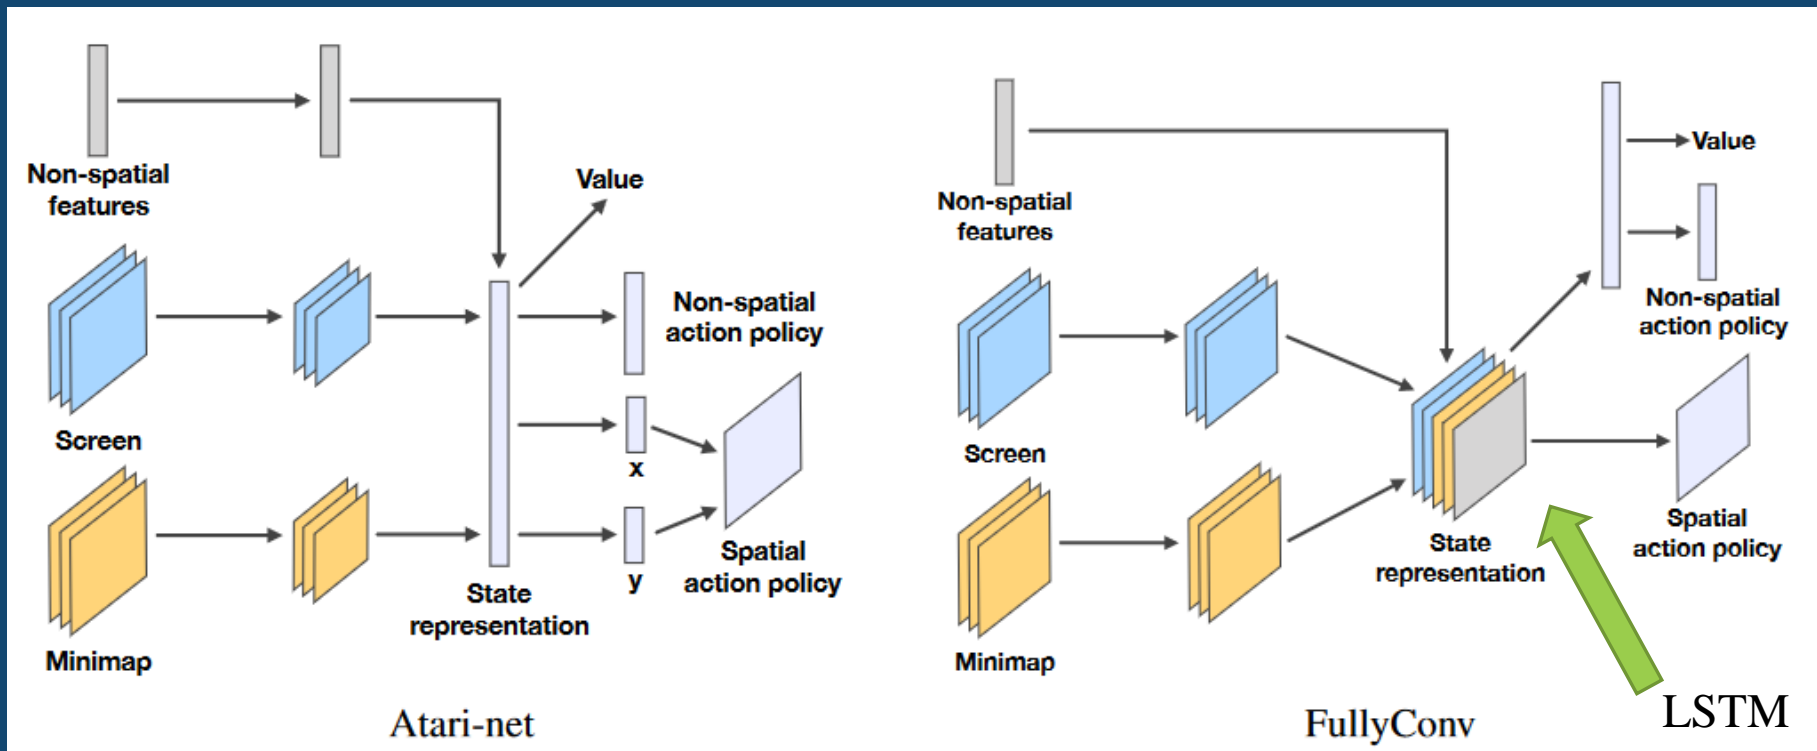 Non-spatial
features
Value
Screen
Non-spatial
action policy
x
y
Spatial
action policy
State
representation
Minimap
Atari-net
Non-spatial
features
Value
Non-spatial
action policy
Screen
State
representation
Spatial
action policy
Minimap
FullyConv
LSTM